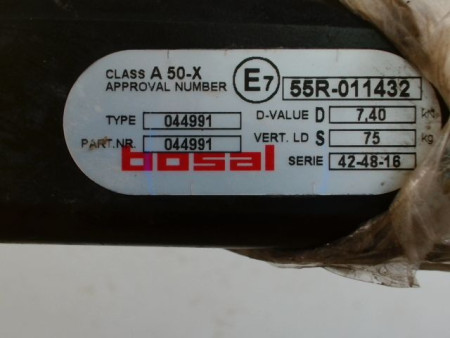 CLASS A 50-X
APPROVAL NUMBER E7 55R-011432
TYPE 044991 D-VALUE D 7,40
PART.NR. 044991 VERT. LD S 75 kg
bosal SERIE 42-48-16